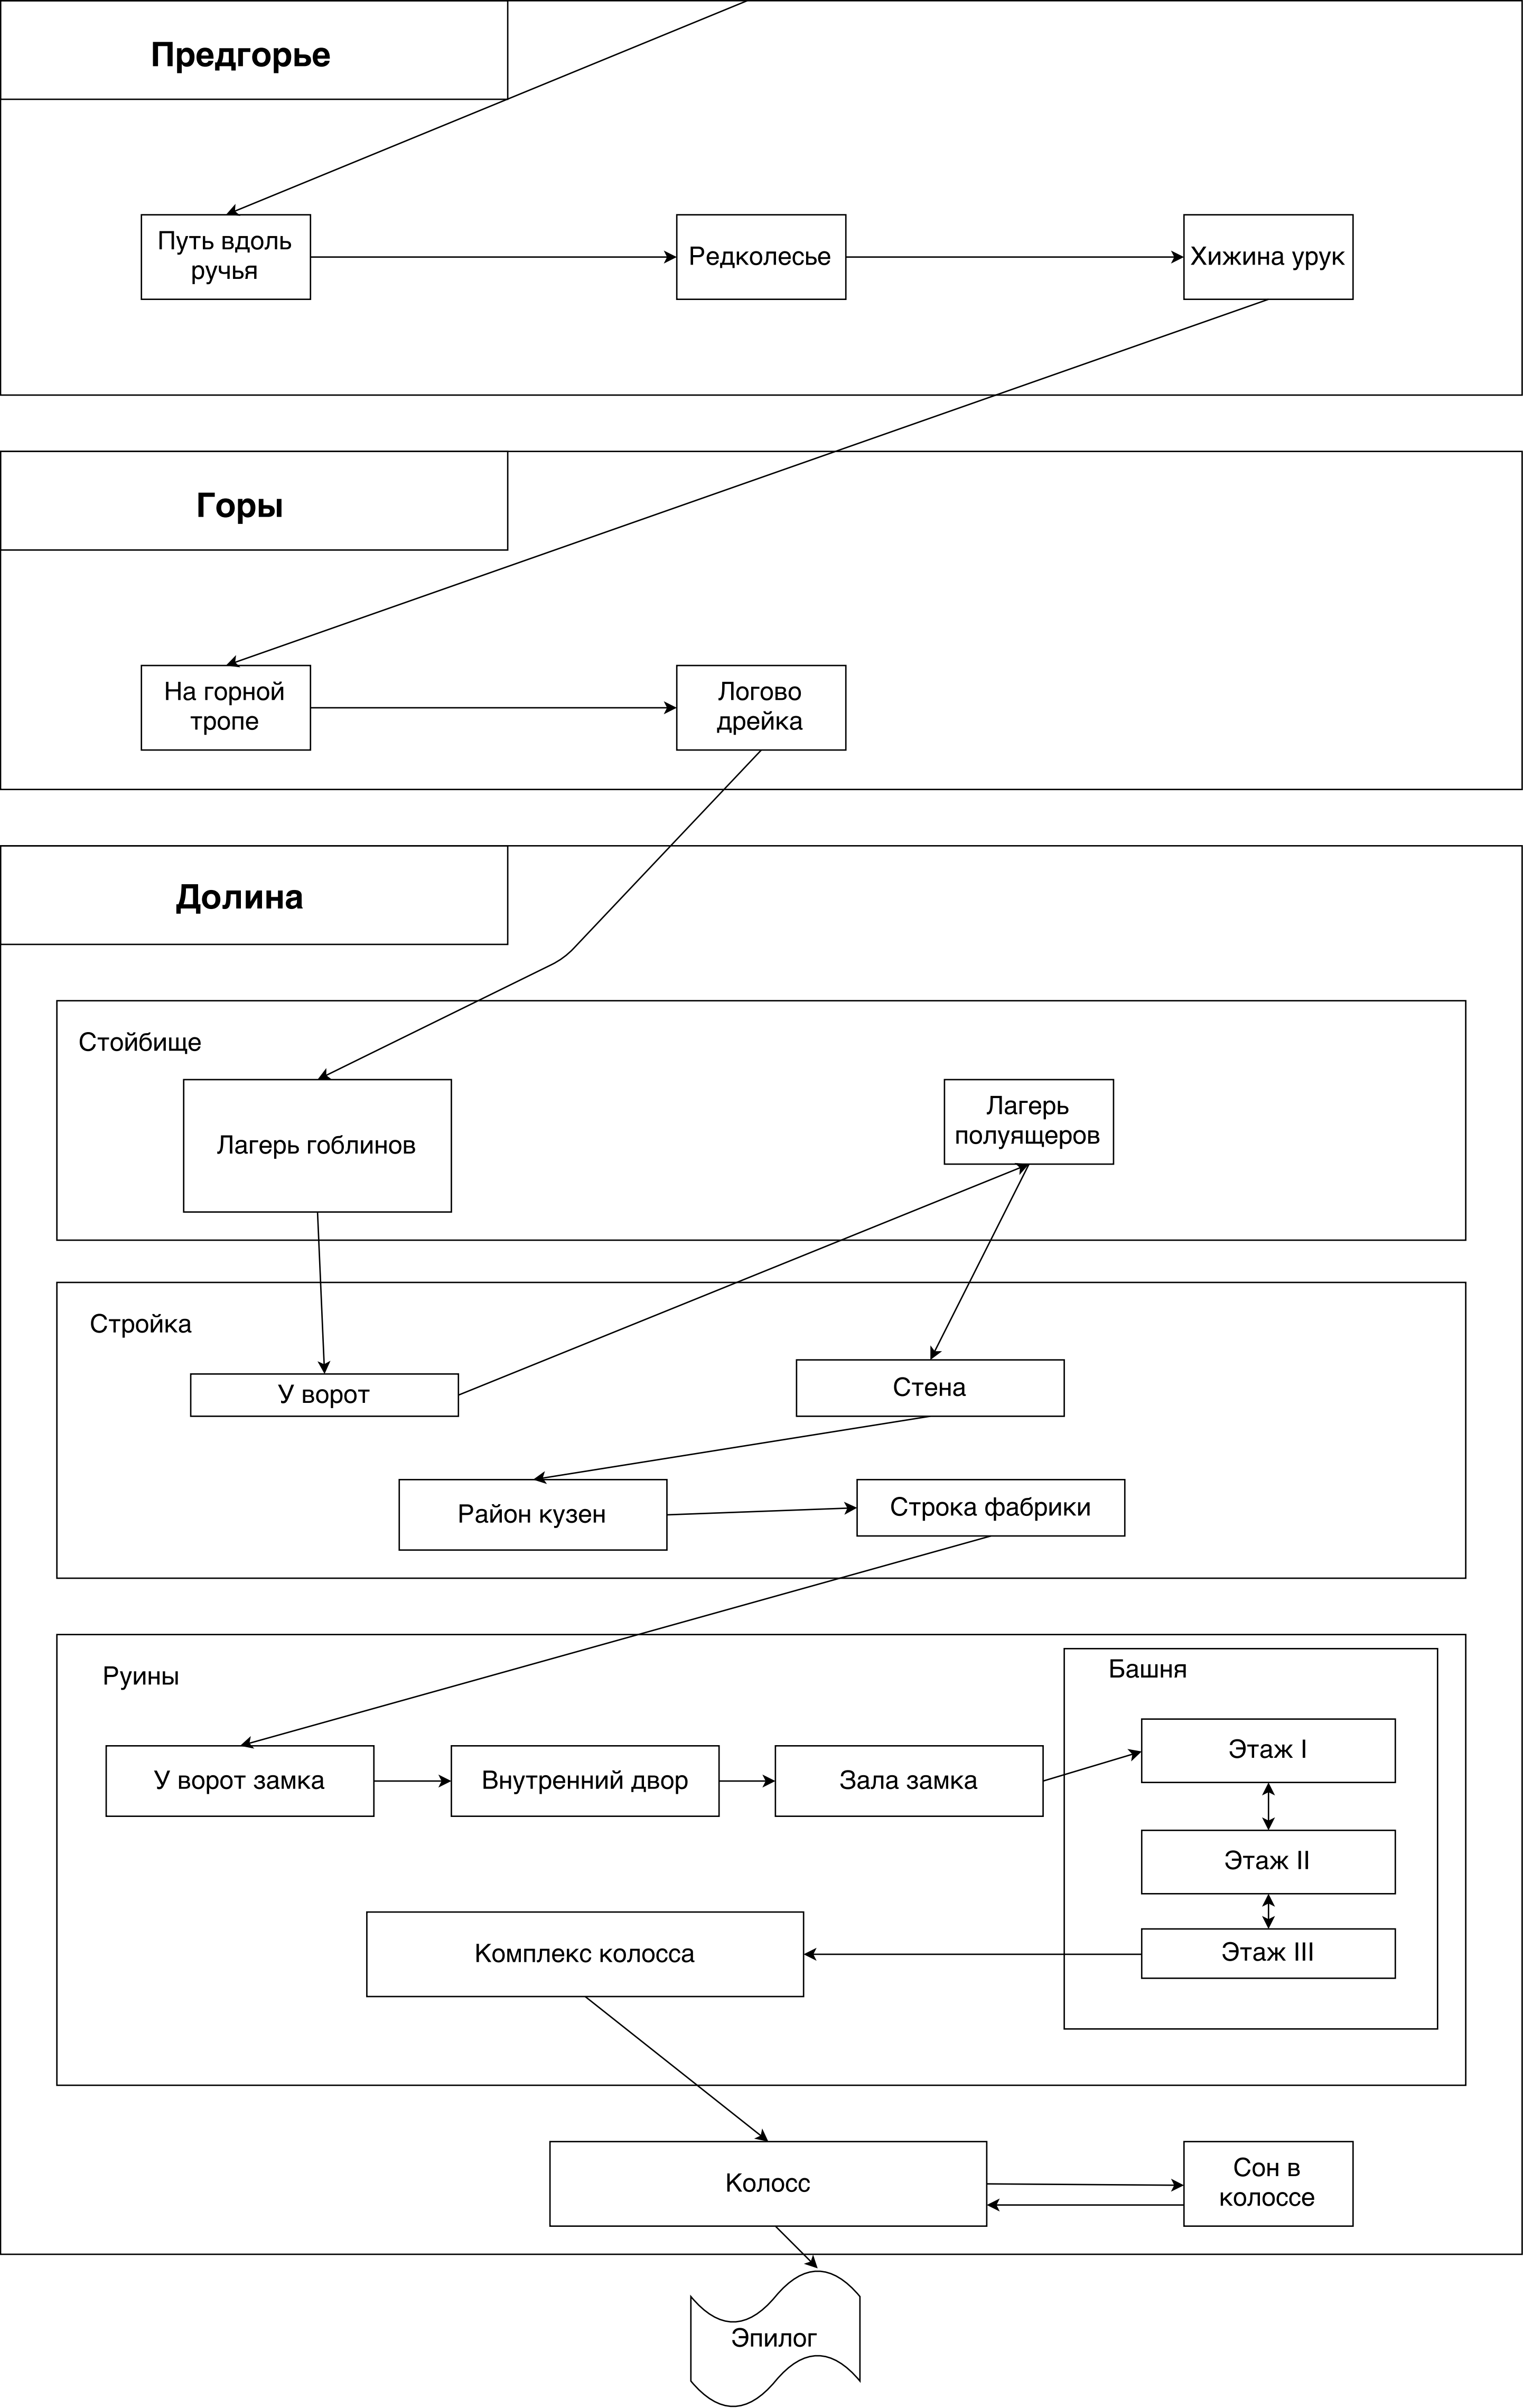 Предгорье
Путь вдоль
ручья
Редколесье
Хижина урук
Горы
На горной
тропе
Логово
дрейка
Долина
Стойбище
Лагерь гоблинов
Лагерь
полуящеров
Стройка
У ворот
Стена
Район кузен
Строка фабрики
Руины
Башня
У ворот замка
Внутренний двор
Зала замка
Этаж I
Этаж II
Этаж III
Комплекс колосса
Колосс
Сон в
колоссе
Эпилог